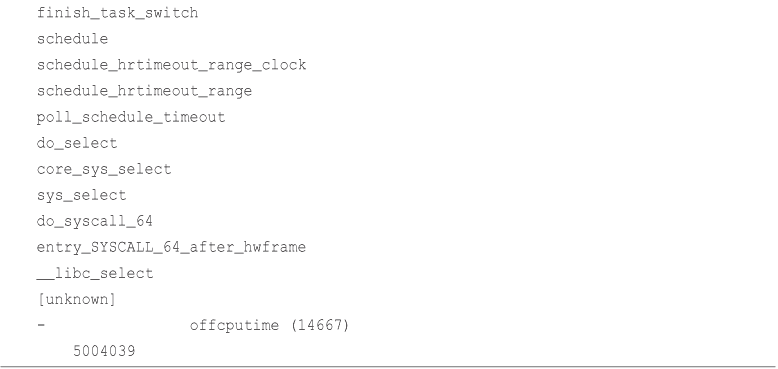 finish_task_switch
schedule
schedule_hrtimeout_range_clock
schedule_hrtimeout_range
poll_schedule_timeout
do_select
core_sys_select
sys_select
do_syscall_64
entry_SYSCALL_64_after_hwframe
__libc_select
[unknown]
- offcputime (14667)
5004039